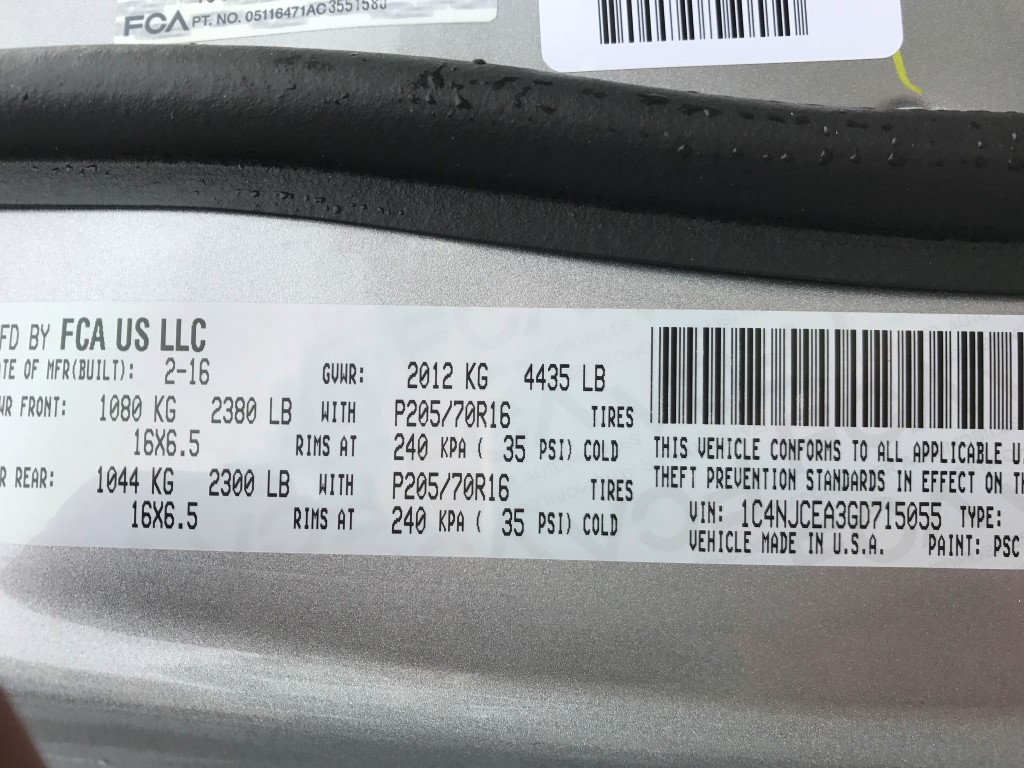 FCA PT. NO. 05116471AC
FD BY FCA US LLC
TE OF MFR(BUILT): 2-16 GVWR: 2012 KG 4435 LB
WR FRONT: 1080 KG 2380 LB WITH P205/70R16 TIRES
16X6.5 RIMS AT 240 KPA ( 35 PSI) COLD
R REAR: 1044 KG 2300 LB WITH P205/70R16 TIRES
16X6.5 RIMS AT 240 KPA ( 35 PSI) COLD
THIS VEHICLE CONFORMS TO ALL APPLICABLE U.
THEFT PREVENTION STANDARDS IN EFFECT ON TH
VIN: 1C4NJCEA3GD715055 TYPE:
VEHICLE MADE IN U.S.A. PAINT: PSC